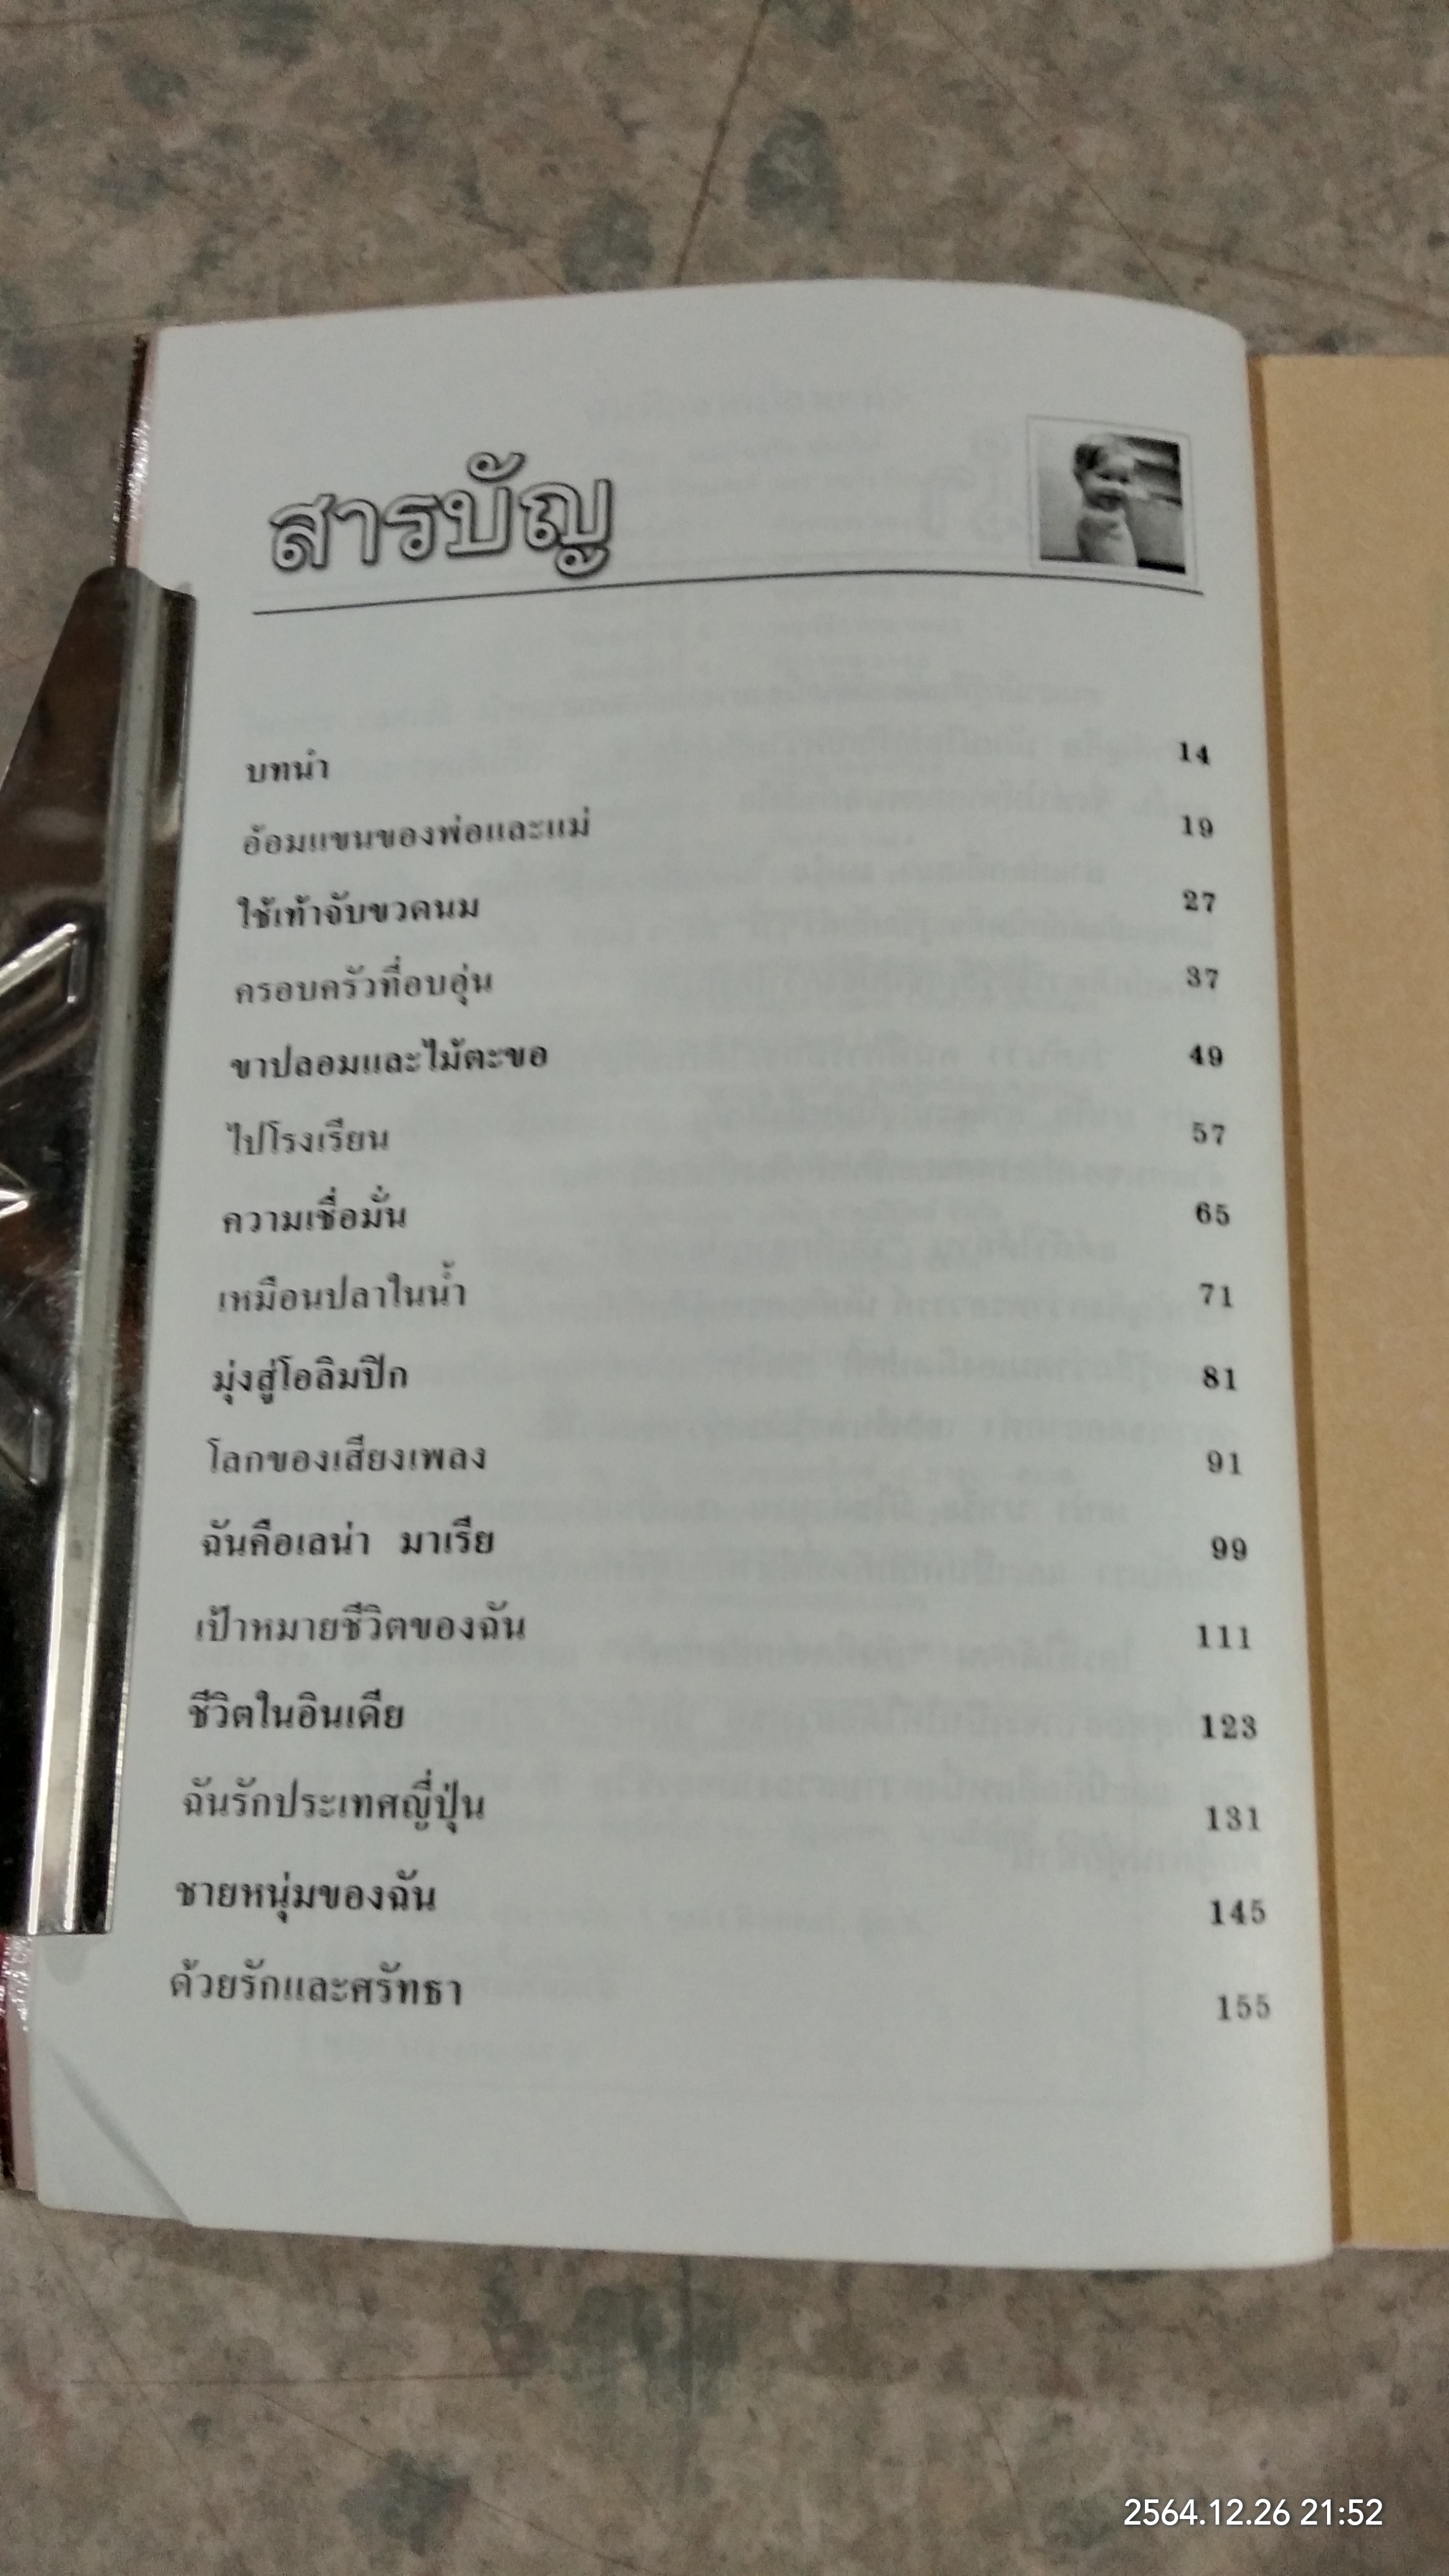 สารบัญ
บทนำ 14
อ้อมแขนของพ่อและแม่ 19
ใช้เท้าจับขวดนม 27
ครอบครัวที่อบอุ่น 37
ขาปลอมและไม้ตะขอ 49
ไปโรงเรียน 57
ความเชื่อมั่น 65
เหมือนปลาในน้ำ 71
มุ่งสู่โอลิมปิก 81
โลกของเสียงเพลง 91
ฉันคือเลน่า มาเรีย 99
เป้าหมายชีวิตของฉัน 111
ชีวิตในอินเดีย 123
ฉันรักประเทศญี่ปุ่น 131
ชายหนุ่มของฉัน 145
ด้วยรักและศรัทธา 155
2564.12.26 21:52